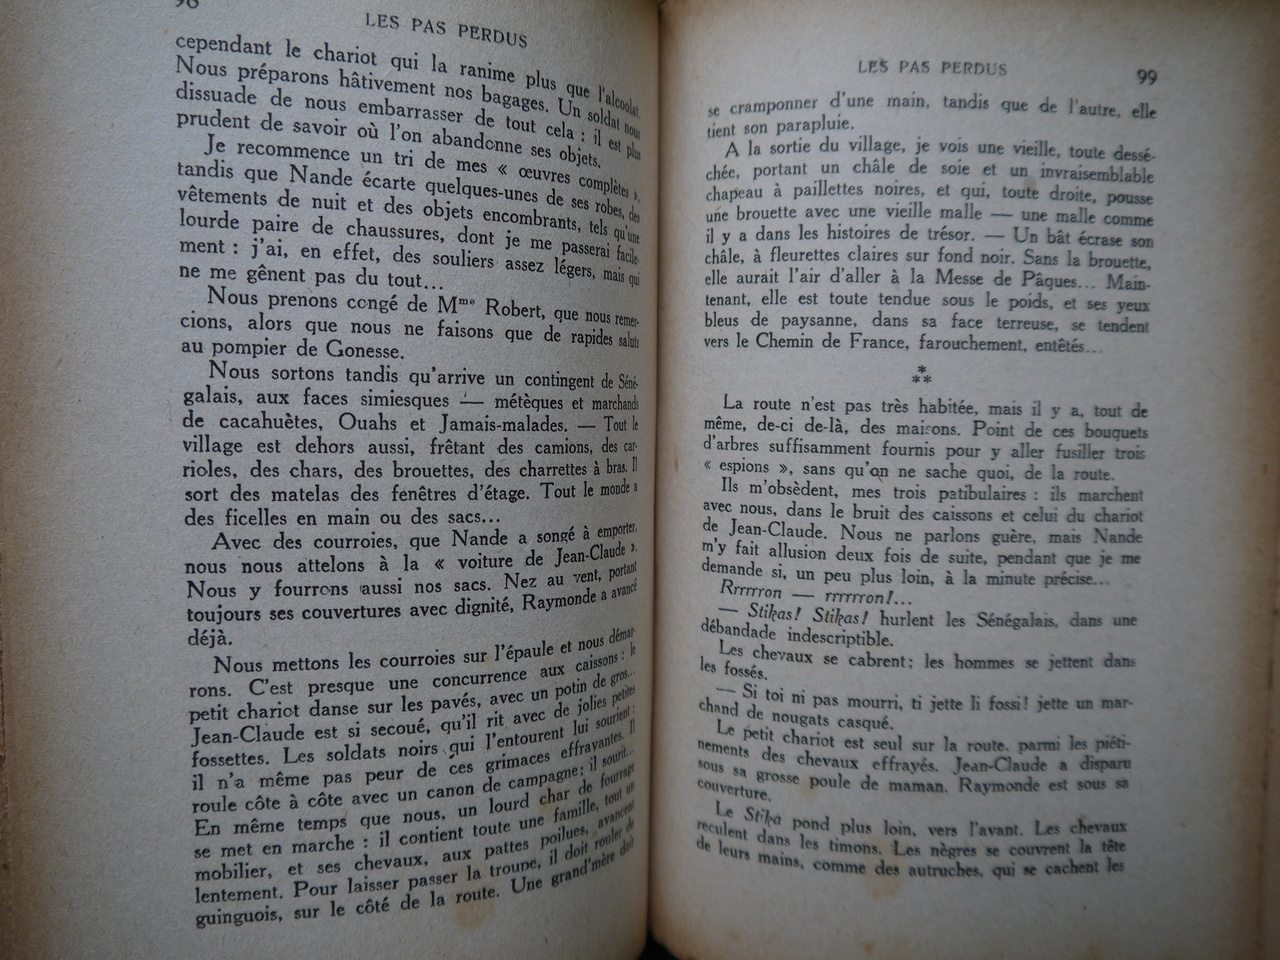 98
LES PAS PERDUS
cependant le chariot qui la ranime plus que l'alcoolat.
Nous préparons hâtivement nos bagages. Un soldat nous
dissuade de nous embarrasser de tout cela : il est plus
prudent de savoir où l'on abandonne ses objets.
Je recommence un tri de mes « œuvres complètes »,
tandis que Nande écarte quelques-unes de ses robes, des
vêtements de nuit et des objets encombrants, tels qu'une
lourde paire de chaussures, dont je me passerai facile-
ment : j'ai, en effet, des souliers assez légers, mais qui
ne me gênent pas du tout...
Nous prenons congé de Mme Robert, que nous remer-
cions, alors que nous ne faisons que de rapides saluts
au pompier de Gonesse.
Nous sortons tandis qu'arrive un contingent de Séné-
galais, aux faces simiesques — métèques et marchands
de cacahuètes, Ouahs et Jamais-malades. — Tout le
village est dehors aussi, frêtant des camions, des car-
rioles, des chars, des brouettes, des charrettes à bras. Il
sort des matelas des fenêtres d'étage. Tout le monde a
des ficelles en main ou des sacs...
Avec des courroies, que Nande a songé à emporter,
nous nous attelons à la « voiture de Jean-Claude ».
Nous y fourrons aussi nos sacs. Nez au vent, portant
toujours ses couvertures avec dignité, Raymonde a avancé
déjà.
Nous mettons les courroies sur l'épaule et nous démar-
rons. C'est presque une concurrence aux caissons : le
petit chariot danse sur les pavés, avec un potin de gros...
Jean-Claude est si secoué, qu'il rit avec de jolies petites
fossettes. Les soldats noirs qui l'entourent lui sourient :
il n'a même pas peur de ces grimaces effrayantes. Il
roule côte à côte avec un canon de campagne : il sourit...
En même temps que nous, un lourd char de fourrage
se met en marche : il contient toute une famille, tout un
mobilier, et ses chevaux, aux pattes poilues, avancent
lentement. Pour laisser passer la troupe, il doit rouler de
guinguois, sur le côté de la route. Une grand'mère doit
LES PAS PERDUS
99
se cramponner d'une main, tandis que de l'autre, elle
tient son parapluie.
A la sortie du village, je vois une vieille, toute dessé-
chée, portant un châle de soie et un invraisemblable
chapeau à paillettes noires, et qui, toute droite, pousse
une brouette avec une vieille malle — une malle comme
il y a dans les histoires de trésor. — Un bât écrase son
châle, à fleurettes claires sur fond noir. Sans la brouette,
elle aurait l'air d'aller à la Messe de Pâques... Main-
tenant, elle est toute tendue sous le poids, et ses yeux
bleus de paysanne, dans sa face terreuse, se tendent
vers le Chemin de France, farouchement, entêtés...
***
La route n'est pas très habitée, mais il y a, tout de
même, de-ci de-là, des maisons. Point de ces bouquets
d'arbres suffisamment fournis pour y aller fusiller trois
« espions », sans qu'on ne sache quoi, de la route.
Ils m'obsèdent, mes trois patibulaires : ils marchent
avec nous, dans le bruit des caissons et celui du chariot
de Jean-Claude. Nous ne parlons guère, mais Nande
m'y fait allusion deux fois de suite, pendant que je me
demande si, un peu plus loin, à la minute précise...
Rrrrrron — rrrrrron!...
— Stikas! Stikas! hurlent les Sénégalais, dans une
débandade indescriptible.
Les chevaux se cabrent; les hommes se jettent dans
les fossés.
— Si toi ni pas mourri, ti jette li fossi! jette un mar-
chand de nougats casqué.
Le petit chariot est seul sur la route, parmi les piéti-
nements des chevaux effrayés. Jean-Claude a disparu
sous sa grosse poule de maman. Raymonde est sous sa
couverture.
Le Stika pond plus loin, vers l'avant. Les chevaux
reculent dans les timons. Les nègres se couvrent la tête
de leurs mains, comme des autruches, qui se cachent les